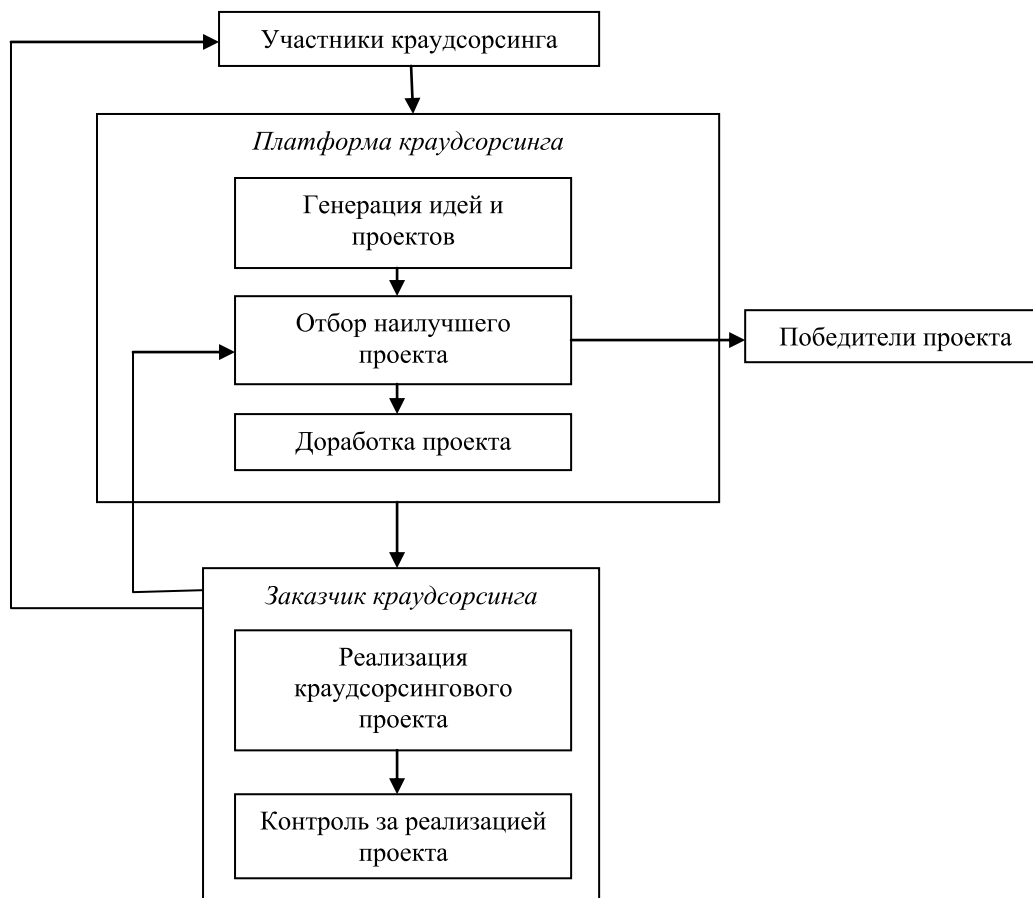 Участники краудсорсинга
Платформа краудсорсинга
Генерация идей и
проектов
Отбор наилучшего
проекта
Победители проекта
Доработка проекта
Заказчик краудсорсинга
Реализация
краудсорсингового
проекта
Контроль за реализацией
проекта